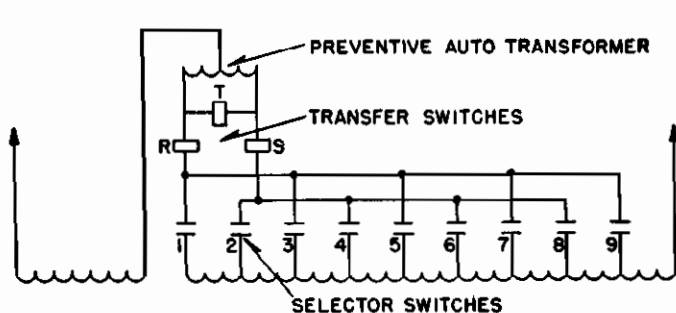 PREVENTIVE AUTO TRANSFORMER
T
TRANSFER SWITCHES
R S
1 2 3 4 5 6 7 8 9
SELECTOR SWITCHES